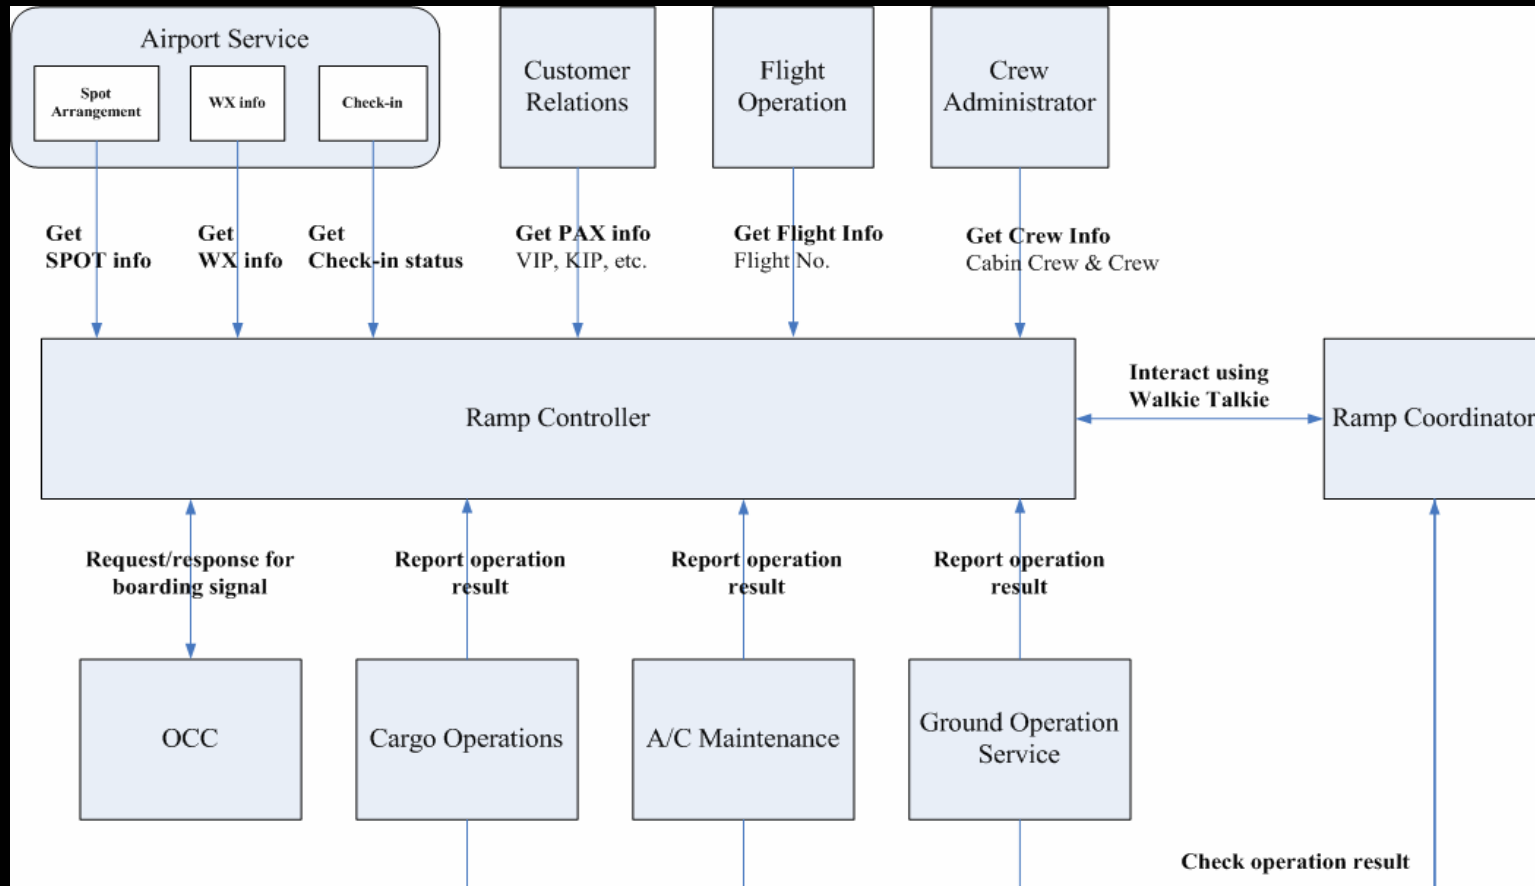 Airport Service
Spot
Arrangement
WX info
Check-in
Customer
Relations
Flight
Operation
Crew
Administrator
Get
SPOT info
Get
WX info
Get
Check-in status
Get PAX info
VIP, KIP, etc.
Get Flight Info
Flight No.
Get Crew Info
Cabin Crew & Crew
Ramp Controller
Interact using
Walkie Talkie
Ramp Coordinator
Request/response for
boarding signal
Report operation
result
Report operation
result
Report operation
result
OCC
Cargo Operations
A/C Maintenance
Ground Operation
Service
Check operation result